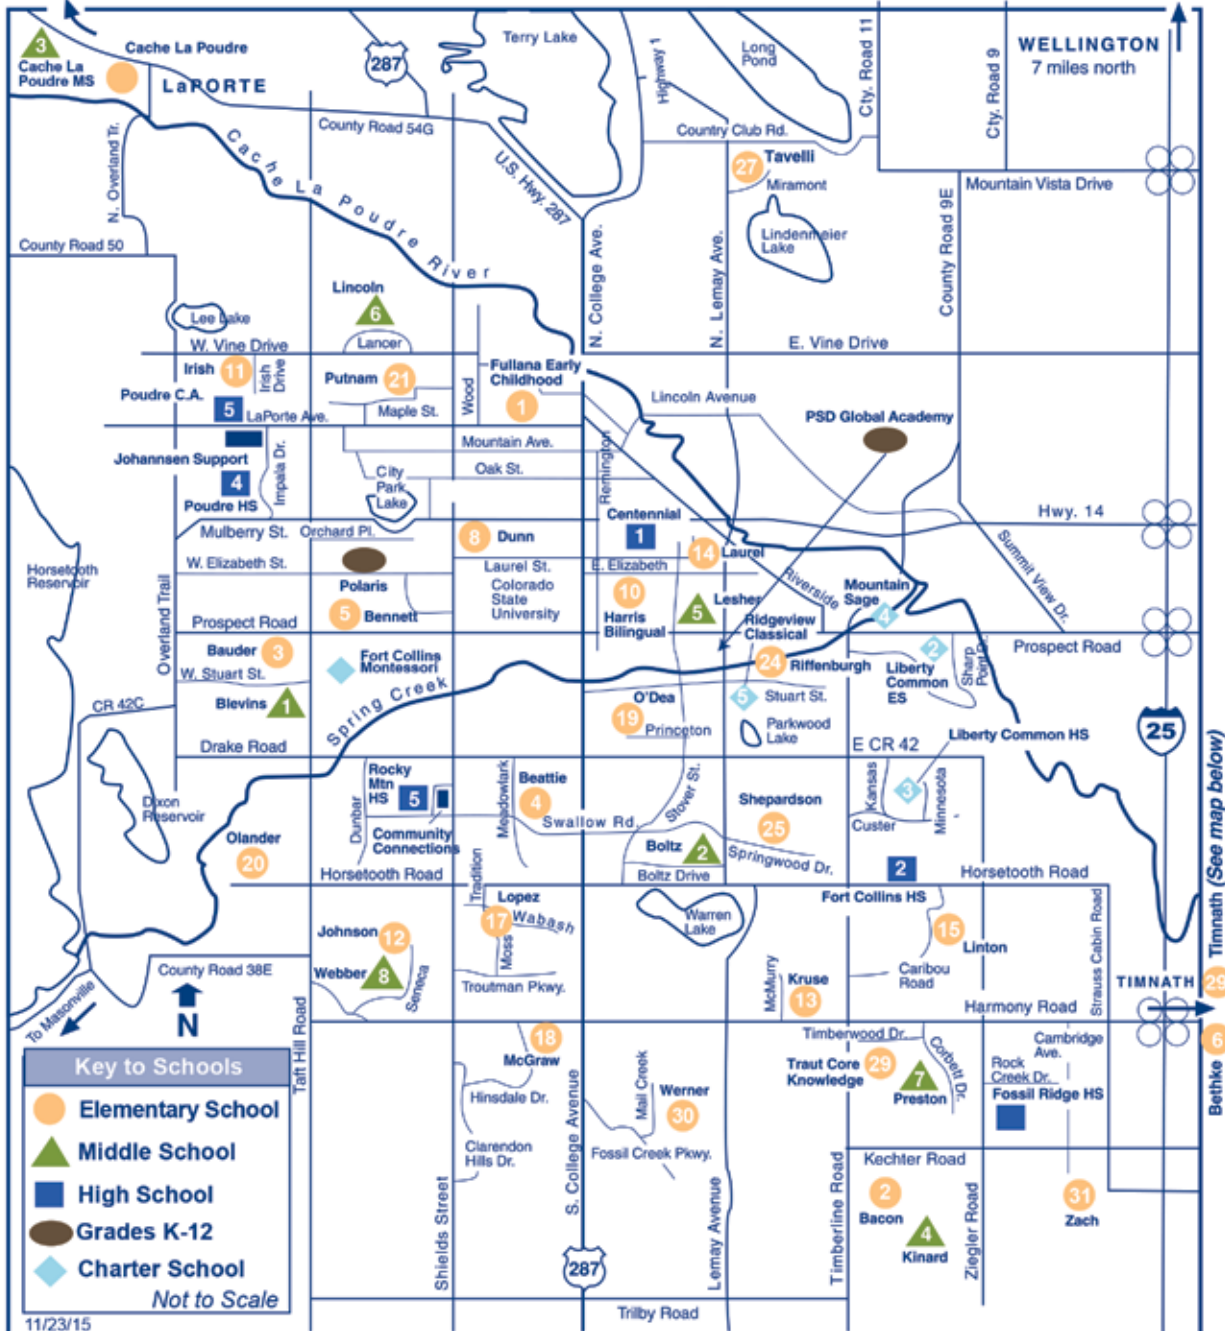 3
Cache La
Poudre MS
Cache La Poudre
LaPORTE
287
Terry Lake
Highway 1
Long
Pond
Cty. Road 11
Cty. Road 9
WELLINGTON
7 miles north
County Road 54G
U.S. Hwy. 287
Country Club Rd.
27
Tavelli
Miramont
Mountain Vista Drive
N. Overland Tr.
Cache La Poudre River
County Road 50
Lindenmeier
Lake
N. College Ave.
N. Lemay Ave.
County Road 9E
Lincoln
6
Lancer
Lee Lake
W. Vine Drive
E. Vine Drive
Irish
11
Irish
Drive
Putnam
21
Maple St.
Wood
Fullana Early
Childhood
1
Poudre C.A.
5
LaPorte Ave.
Lincoln Avenue
PSD Global Academy
Johannsen Support
4
Poudre HS
Impala Dr.
Mountain Ave.
Oak St.
City
Park
Lake
Remington
Mulberry St.
Orchard Pl.
8
Dunn
Centennial
1
14
Laurel
Hwy. 14
Summit View Dr.
Horsetooth
Reservoir
Overland Trail
W. Elizabeth St.
Polaris
5
Bennett
Laurel St.
Colorado
State
University
E. Elizabeth
10
Harris
Bilingual
5
Lesher
Riverside
Mountain
Sage
4
Prospect Road
Prospect Road
Ridgeview
Classical
24
Riffenburgh
2
Liberty
Common
ES
Sharp
Point Dr.
Bauder
3
W. Stuart St.
Fort Collins
Montessori
Blevins
1
Spring Creek
O'Dea
19
Princeton
5
Stuart St.
Parkwood
Lake
25
CR 42C
Drake Road
E CR 42
Liberty Common HS
Dixon
Reservoir
Rocky
Mtn
HS
5
Community
Connections
Dunbar
Meadowlark
Beattie
4
Swallow Rd.
Stover St.
Shepardson
25
Springwood Dr.
Kansas
3
Minnesota
Custer
Olander
20
Boltz
2
Boltz Drive
2
Fort Collins HS
Horsetooth Road
Horsetooth Road
Tradition
Lopez
17
Wabash
Moss
Troutman Pkwy.
Warren
Lake
15
Linton
Caribou
Road
Strauss Cabin Road
Johnson
12
Webber
8
Seneca
County Road 38E
To Masonville
N
McMurry
Kruse
13
Harmony Road
TIMNATH
29
Timnath (See map below)
6
Bethke
Taft Hill Road
18
McGraw
Hinsdale Dr.
Clarendon
Hills Dr.
Mail Creek
Werner
30
Fossil Creek Pkwy.
Timberwood Dr.
Traut Core
Knowledge
29
7
Preston
Corbett Dr.
Cambridge
Ave.
Rock
Creek Dr.
Fossil Ridge HS
Kechter Road
2
Bacon
4
Kinard
31
Zach
Shields Street
S. College Avenue
287
Lemay Avenue
Timberline Road
Ziegler Road
Trilby Road
Key to Schools
Elementary School
Middle School
High School
Grades K-12
Charter School
Not to Scale
11/23/15